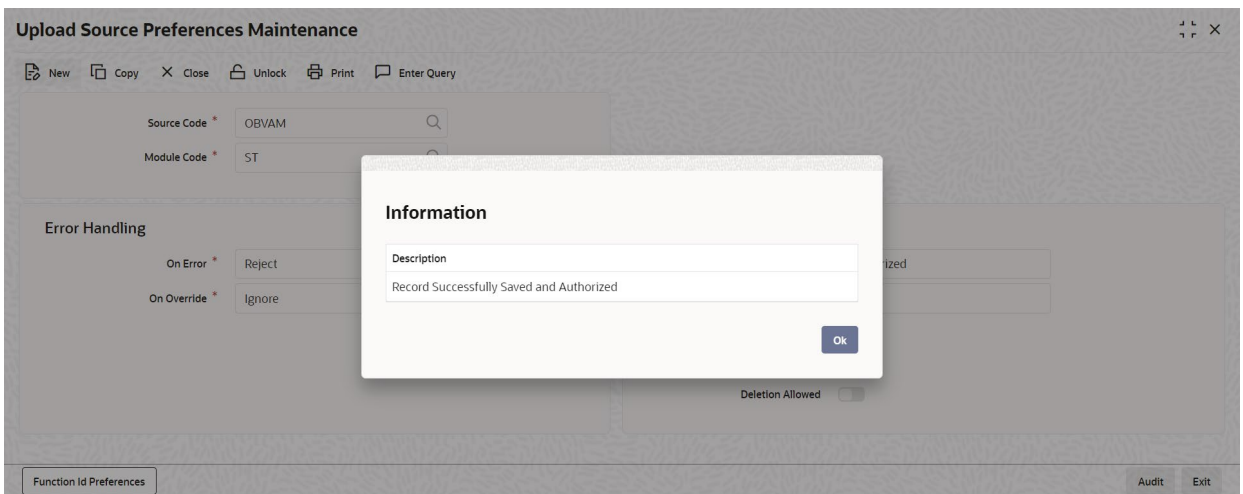 Upload Source Preferences Maintenance
New Copy Close Unlock Print Enter Query
Source Code * OBVAM
Module Code * ST
Information
Error Handling
Description
On Error * Reject
Record Successfully Saved and Authorized
On Override * Ignore
Ok
Deletion Allowed
Function Id Preferences Audit Exit